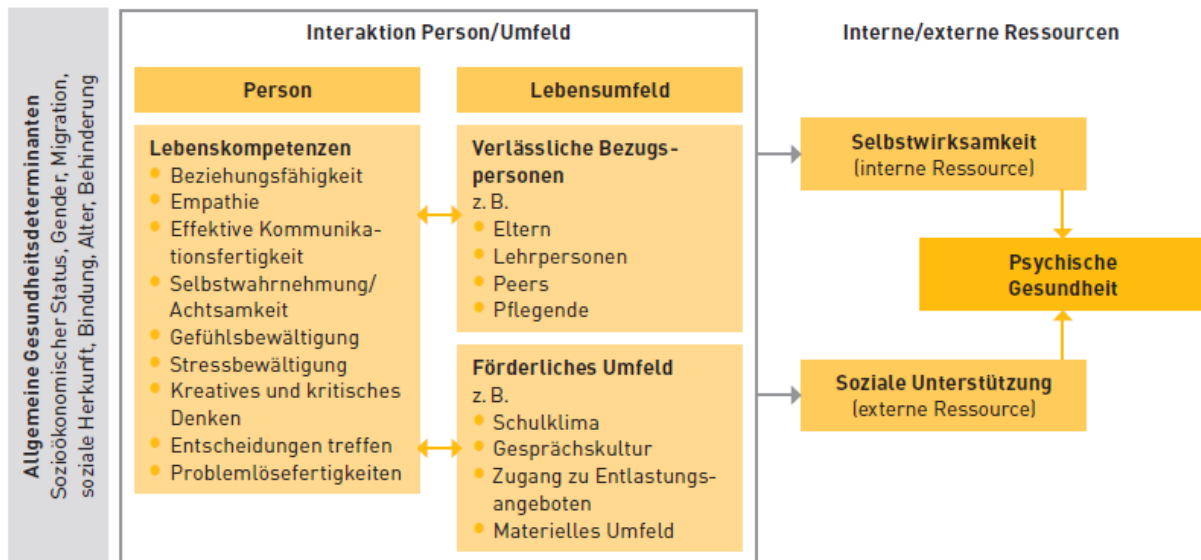 Allgemeine Gesundheitsdeterminanten
Sozioökonomischer Status, Gender, Migration,
soziale Herkunft, Bindung, Alter, Behinderung
Interaktion Person/Umfeld
Person
Lebenskompetenzen
Beziehungsfähigkeit
Empathie
Effektive Kommunika-
tionsfertigkeit
Selbstwahrnehmung/
Achtsamkeit
Gefühlsbewältigung
Stressbewältigung
Kreatives und kritisches
Denken
Entscheidungen treffen
Problemlösefertigkeiten
Lebensumfeld
Verlässliche Bezugs-
personen
z. B.
Eltern
Lehrpersonen
Peers
Pflegende
Förderliches Umfeld
z. B.
Schulklima
Gesprächskultur
Zugang zu Entlastungs-
angeboten
Materielles Umfeld
Interne/externe Ressourcen
Selbstwirksamkeit
(interne Ressource)
Psychische
Gesundheit
Soziale Unterstützung
(externe Ressource)